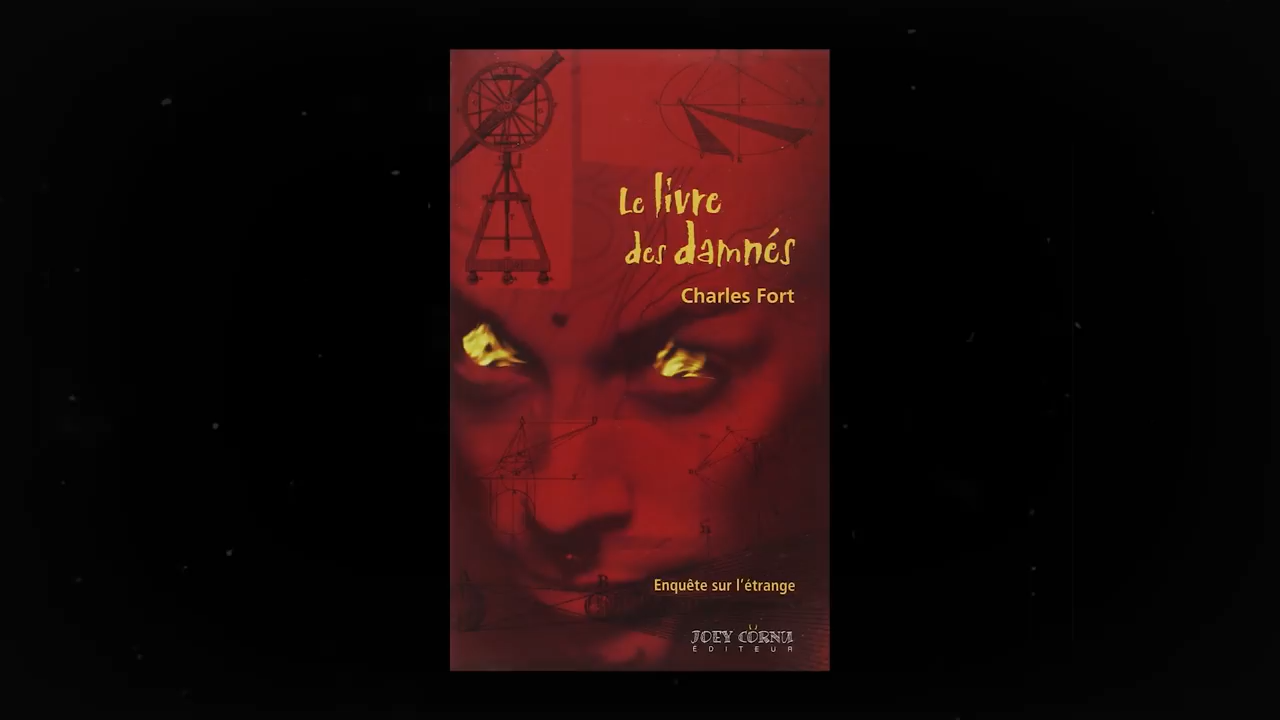 Le livre
des damnés
Charles Fort
Enquête sur l'étrange
JOEY CORNU
ÉDITEUR